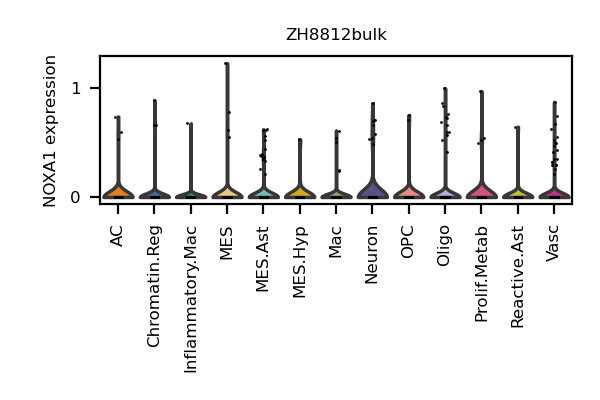 ZH8812bulk
NOXA1 expression
1
0
AC
Chromatin.Reg
Inflammatory.Mac
MES
MES.Ast
MES.Hyp
Mac
Neuron
OPC
Oligo
Prolif.Metab
Reactive.Ast
Vasc